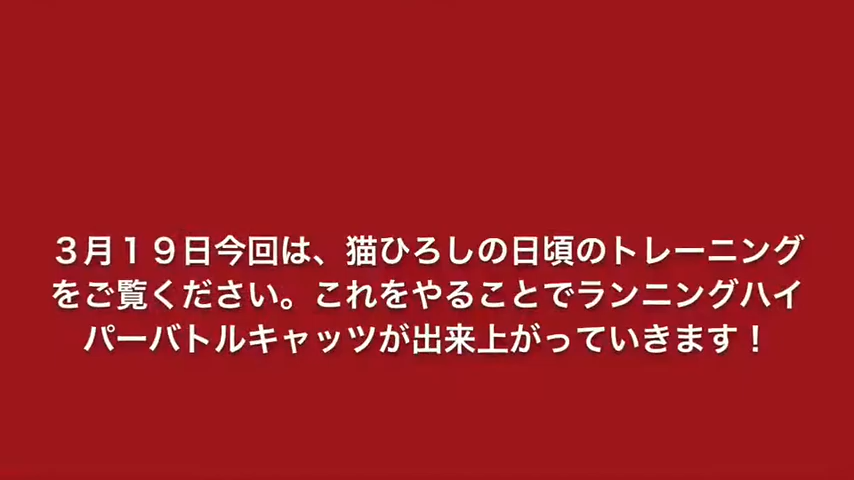 ３月１９日今回は、猫ひろしの日頃のトレーニング
をご覧ください。これをやることでランニングハイ
パーバトルキャッツが出来上がっていきます！